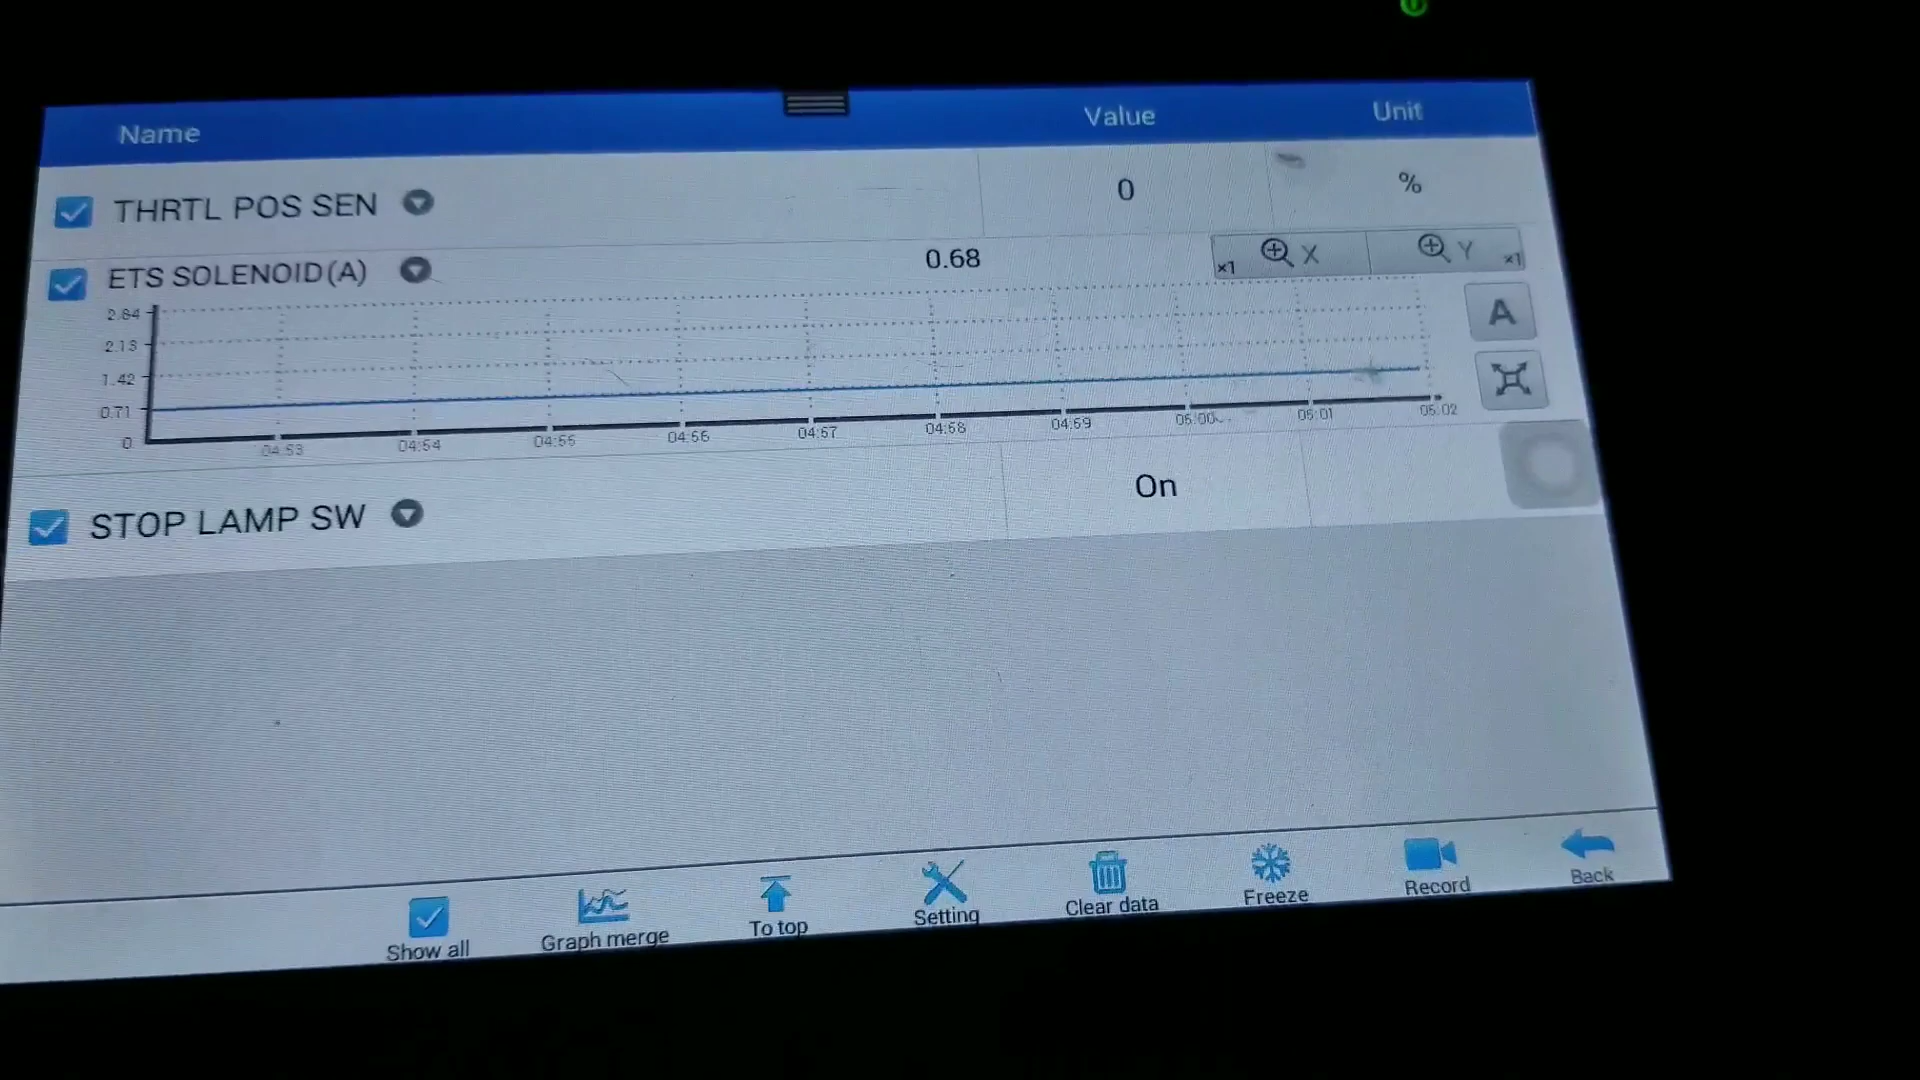 Name Value Unit
THRTL POS SEN 0 %
ETS SOLENOID(A) 0.68
×1 X Y ×1
A
2.84
2.13
1.42
0.71
0
04:53 04:54 04:55 04:56 04:57 04:58 04:59 05:00 05:01 05:02
STOP LAMP SW On
Show all Graph merge To top Setting Clear data Freeze Record Back